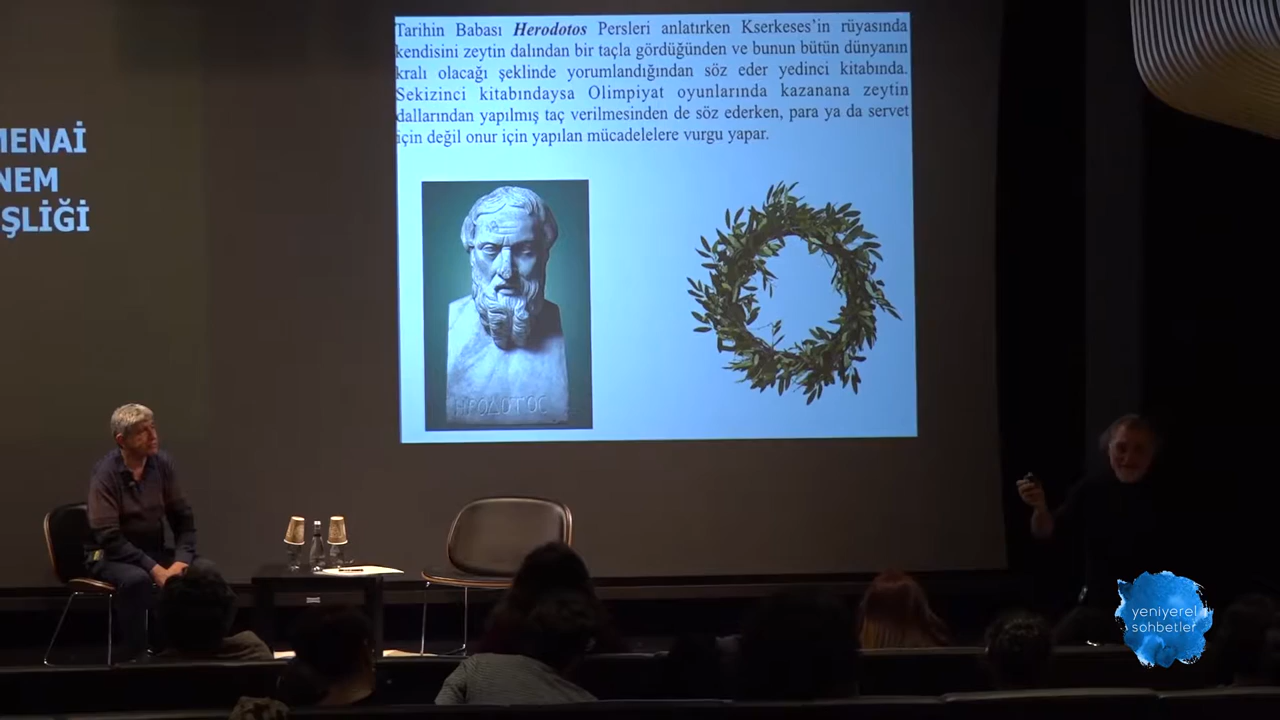 MENAİ
NEM
ŞLİĞİ
Tarihin Babası Herodotos Persleri anlatırken Kserkeses’in rüyasında
kendisini zeytin dalından bir taçla gördüğünden ve bunun bütün dünyanın
kralı olacağı şeklinde yorumlandığından söz eder yedinci kitabında.
Sekizinci kitabındaysa Olimpiyat oyunlarında kazanana zeytin
dallarından yapılmış taç verilmesinden de söz ederken, para ya da servet
için değil onur için yapılan mücadelelere vurgu yapar.
ΗΡΟΔΟΤΟΣ
yeniyerel
sohbetler